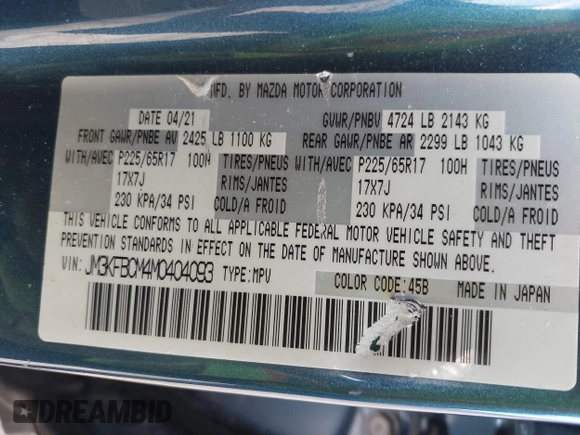 MFD. BY MAZDA MOTOR CORPORATION
DATE 04/21 GVWR/PNBV 4724 LB 2143 KG
FRONT GAWR/PNBE AV 2425 LB 1100 KG REAR GAWR/PNBE AR 2299 LB 1043 KG
WITH/AVEC P225/65R17 100H TIRES/PNEUS WITH/AVEC P225/65R17 100H TIRES/PNEUS
17X7J RIMS/JANTES 17X7J RIMS/JANTES
230 KPA/34 PSI COLD/A FROID 230 KPA/34 PSI COLD/A FROID
THIS VEHICLE CONFORMS TO ALL APPLICABLE FEDERAL MOTOR VEHICLE SAFETY AND THEFT
PREVENTION STANDARDS IN EFFECT ON THE DATE OF MANUFACTURE SHOWN ABOVE.
VIN: JM3KFBCM4M0404093 TYPE:MPV COLOR CODE:45B MADE IN JAPAN
DREAMBID